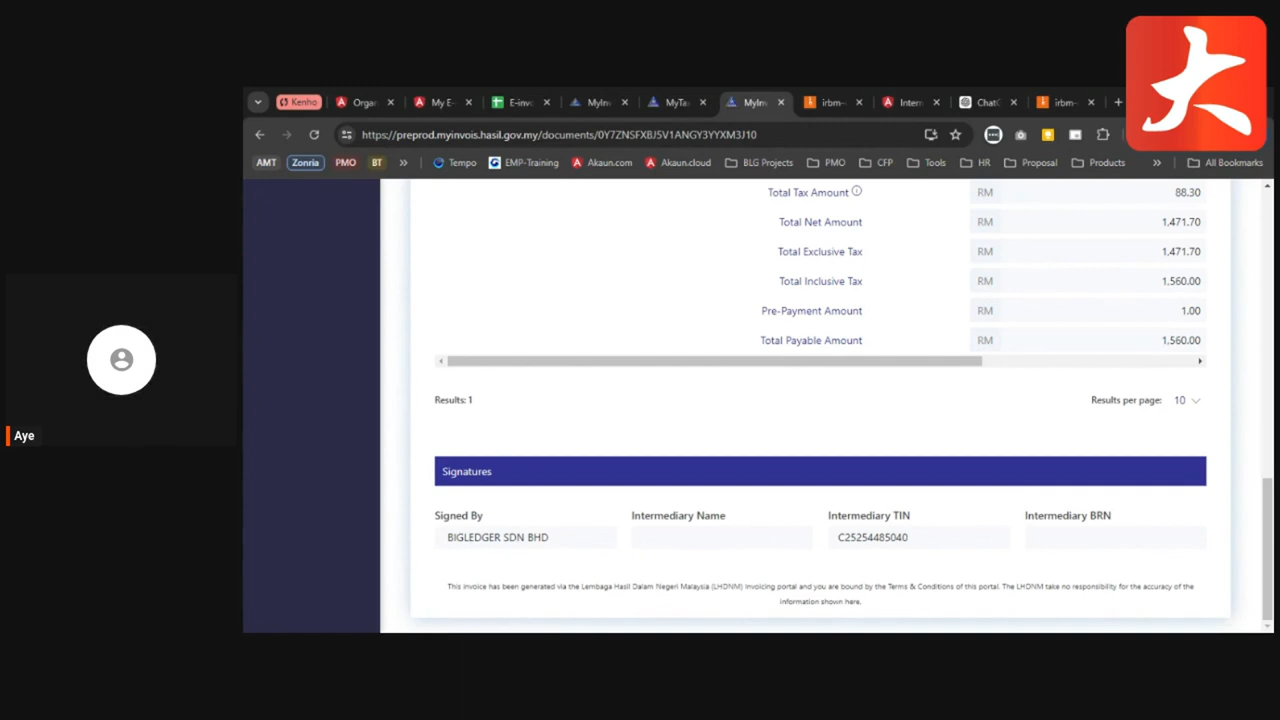 大
Kenho
Organ
My E-
E-invo
MyInv
MyTa
MyInv
irbm-
Intern
ChatG
irbm-
https://preprod.myinvois.hasil.gov.my/documents/0Y7ZNSFXBJ5V1ANGY3YYXM3J10
AMT Zonria PMO BT » Tempo EMP-Training Akaun.com Akaun.cloud BLG Projects PMO CFP Tools HR Proposal Products » All Bookmarks
Total Tax Amount RM 88.30
Total Net Amount RM 1,471.70
Total Exclusive Tax RM 1,471.70
Total Inclusive Tax RM 1,560.00
Pre-Payment Amount RM 1.00
Total Payable Amount RM 1,560.00
Results: 1 Results per page: 10
Aye
Signatures
Signed By Intermediary Name Intermediary TIN Intermediary BRN
BIGLEDGER SDN BHD C25254485040
This invoice has been generated via the Lembaga Hasil Dalam Negeri Malaysia (LHDNM) Invoicing portal and you are bound by the Terms & Conditions of this portal. The LHDNM take no responsibility for the accuracy of the
information shown here.